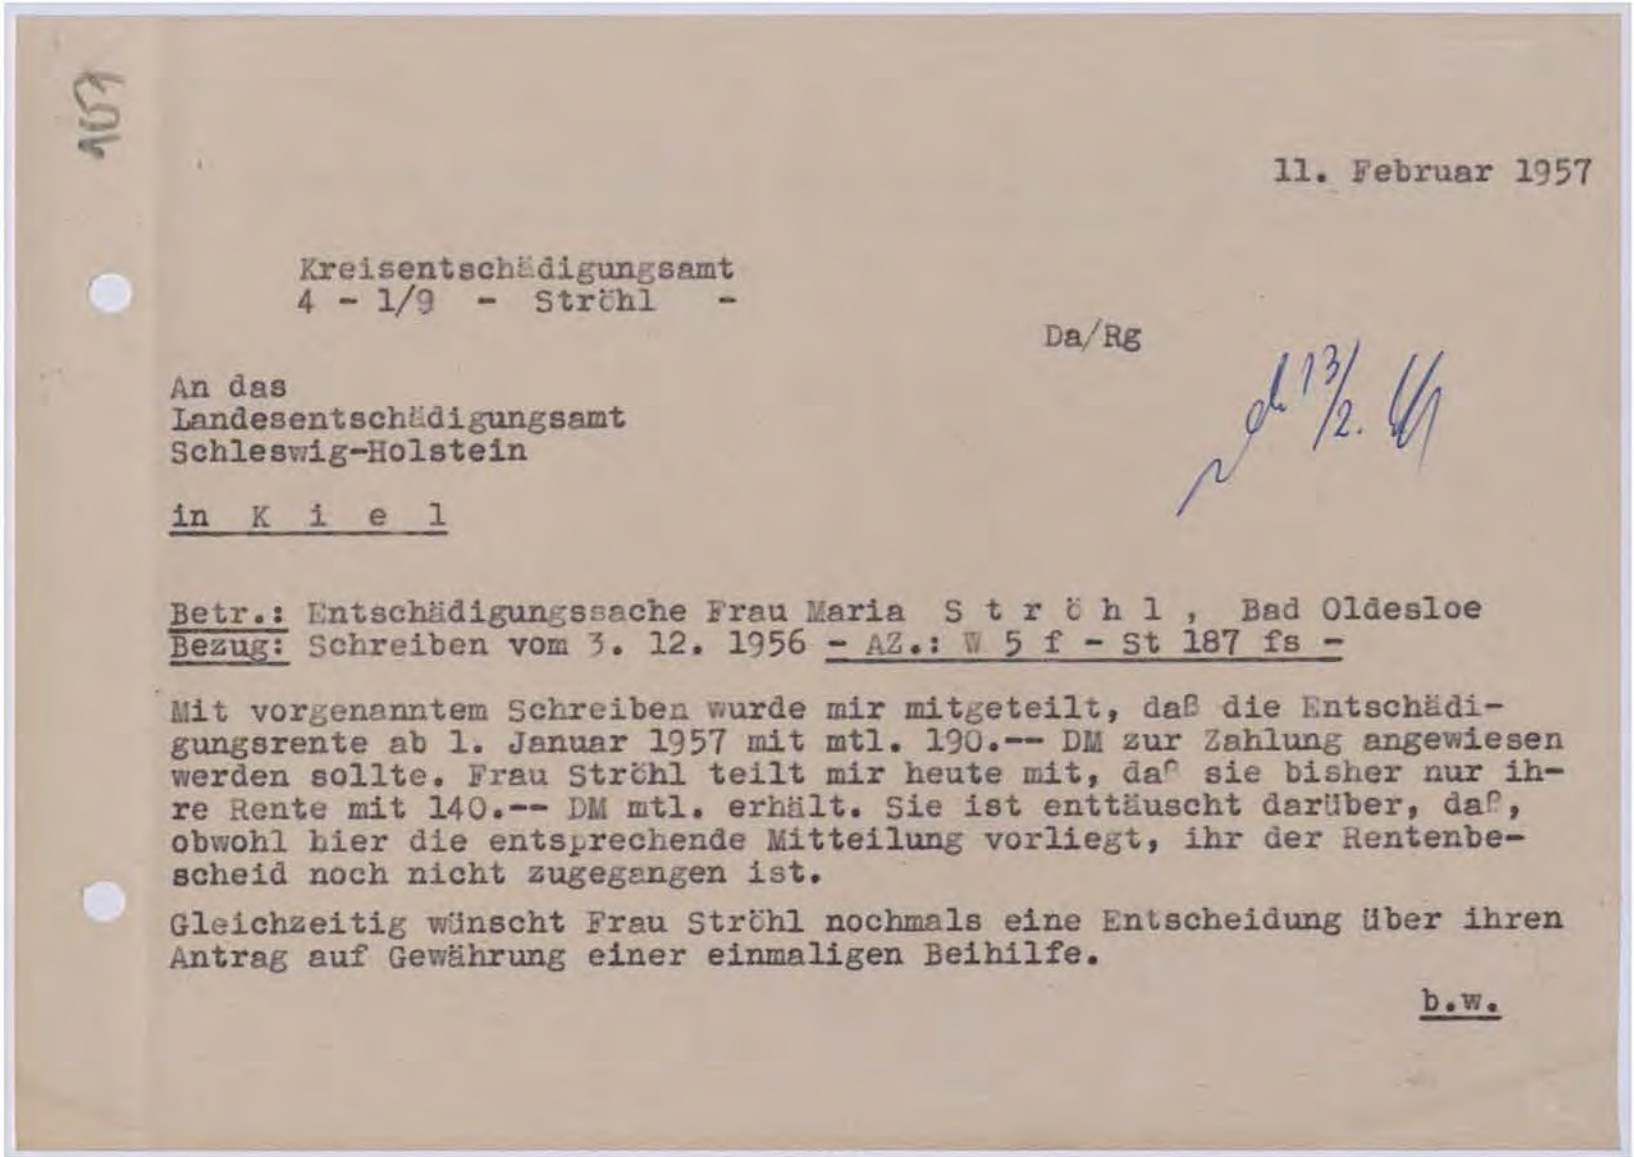 11. Februar 1957
Kreisentschädigungsamt
4 - 1/9 - Ströhl -
Da/Rg
13/2.
An das
Landesentschädigungsamt
Schleswig-Holstein
in K i e l
Betr.: Entschädigungssache Frau Maria S t r ö h l , Bad Oldesloe
Bezug: Schreiben vom 3. 12. 1956 - AZ.: W 5 f - St 187 fs -
Mit vorgenanntem Schreiben wurde mir mitgeteilt, daß die Entschädi-
gungsrente ab 1. Januar 1957 mit mtl. 190.-- DM zur Zahlung angewiesen
werden sollte. Frau Ströhl teilt mir heute mit, daß sie bisher nur ih-
re Rente mit 140.-- DM mtl. erhält. Sie ist enttäuscht darüber, daß,
obwohl hier die entsprechende Mitteilung vorliegt, ihr der Rentenbe-
scheid noch nicht zugegangen ist.
Gleichzeitig wünscht Frau Ströhl nochmals eine Entscheidung über ihren
Antrag auf Gewährung einer einmaligen Beihilfe.
b.w.